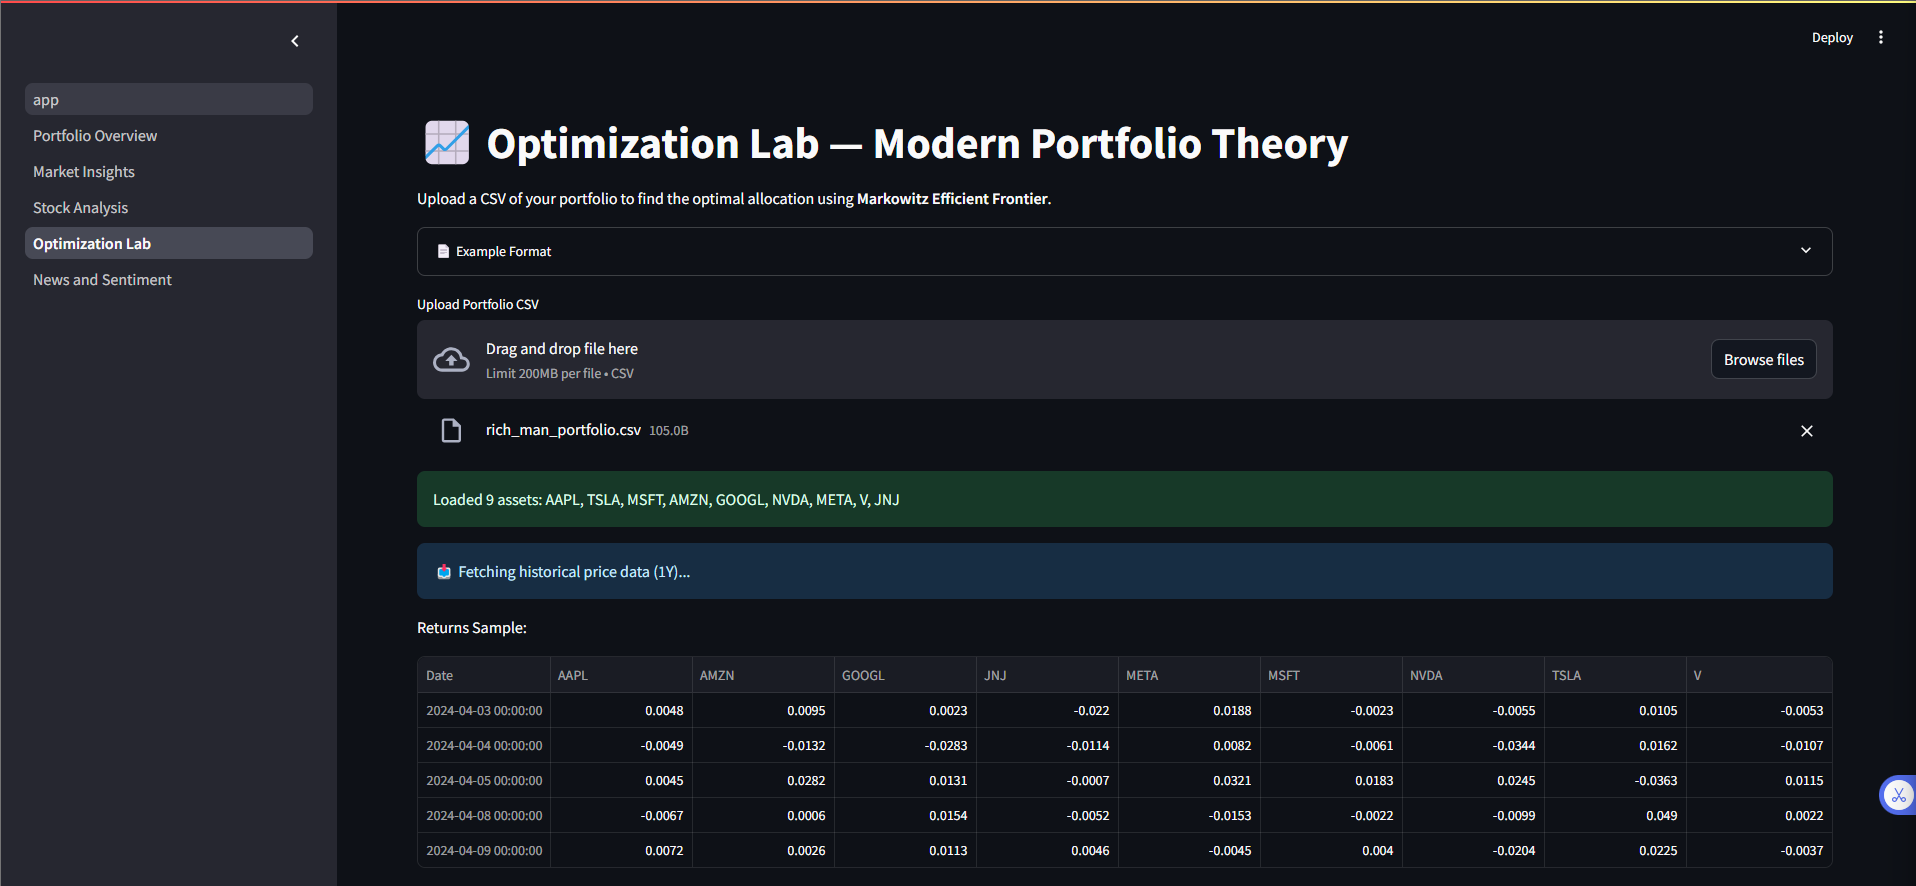 Deploy
app
Portfolio Overview
Market Insights
Stock Analysis
Optimization Lab
News and Sentiment
Optimization Lab — Modern Portfolio Theory
Upload a CSV of your portfolio to find the optimal allocation using Markowitz Efficient Frontier.
Example Format
Upload Portfolio CSV
Drag and drop file here
Limit 200MB per file • CSV
Browse files
rich_man_portfolio.csv 105.0B
Loaded 9 assets: AAPL, TSLA, MSFT, AMZN, GOOGL, NVDA, META, V, JNJ
Fetching historical price data (1Y)...
Returns Sample:
Date AAPL AMZN GOOGL JNJ META MSFT NVDA TSLA V
2024-04-03 00:00:00 0.0048 0.0095 0.0023 -0.022 0.0188 -0.0023 -0.0055 0.0105 -0.0053
2024-04-04 00:00:00 -0.0049 -0.0132 -0.0283 -0.0114 0.0082 -0.0061 -0.0344 0.0162 -0.0107
2024-04-05 00:00:00 0.0045 0.0282 0.0131 -0.0007 0.0321 0.0183 0.0245 -0.0363 0.0115
2024-04-08 00:00:00 -0.0067 0.0006 0.0154 -0.0052 -0.0153 -0.0022 -0.0099 0.049 0.0022
2024-04-09 00:00:00 0.0072 0.0026 0.0113 0.0046 -0.0045 0.004 -0.0204 0.0225 -0.0037